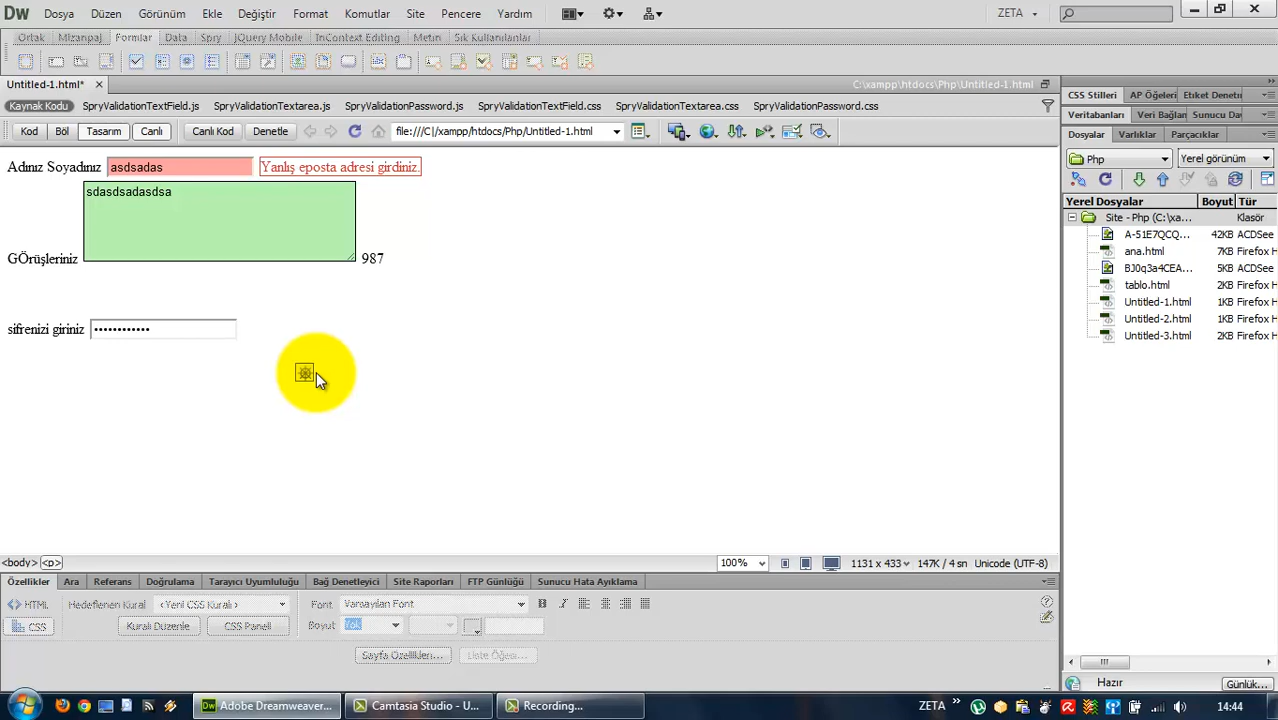 Dw Dosya Düzen Görünüm Ekle Değiştir Format Komutlar Site Pencere Yardım ZETA
Ortak Mizanpaj Formlar Data Spry jQuery Mobile InContext Editing Metin Sık Kullanılanlar
Untitled-1.html* C:\xampp\htdocs\Php\Untitled-1.html
Kaynak Kodu SpryValidationTextField.js SpryValidationTextarea.js SpryValidationPassword.js SpryValidationTextField.css SpryValidationTextarea.css SpryValidationPassword.css
Kod Böl Tasarım Canlı Canlı Kod Denetle file:///C|/xampp/htdocs/Php/Untitled-1.html
Adınız Soyadınız asdsadas Yanlış eposta adresi girdiniz.
sdasdsadasdsa
GÖrüşleriniz 987
sifrenizi giriniz ••••••••••••
<body> <p> 100% 1131 x 433 147K / 4 sn Unicode (UTF-8)
Özellikler Ara Referans Doğrulama Tarayıcı Uyumluluğu Bağ Denetleyici Site Raporları FTP Günlüğü Sunucu Hata Ayıklama
<> HTML Hedeflenen Kural <Yeni CSS Kuralı> Font Varsayılan Font B I
CSS Kuralı Düzenle CSS Paneli Boyut Yok
Sayfa Özellikleri... Liste Öğesi...
CSS Stilleri AP Öğeleri Etiket Denetmi
Veritabanları Veri Bağlan Sunucu Da
Dosyalar Varlıklar Parçacıklar
Php Yerel görünüm
Yerel Dosyalar Boyut Tür
Site - Php (C:\xa... Klasör
A-51E7QCQ... 42KB ACDSee
ana.html 7KB Firefox H
BJ0q3a4CEA... 5KB ACDSee
tablo.html 2KB Firefox H
Untitled-1.html 1KB Firefox H
Untitled-2.html 1KB Firefox H
Untitled-3.html 2KB Firefox H
Hazır Günlük...
Adobe Dreamweaver... Camtasia Studio - U... Recording... ZETA 14:44